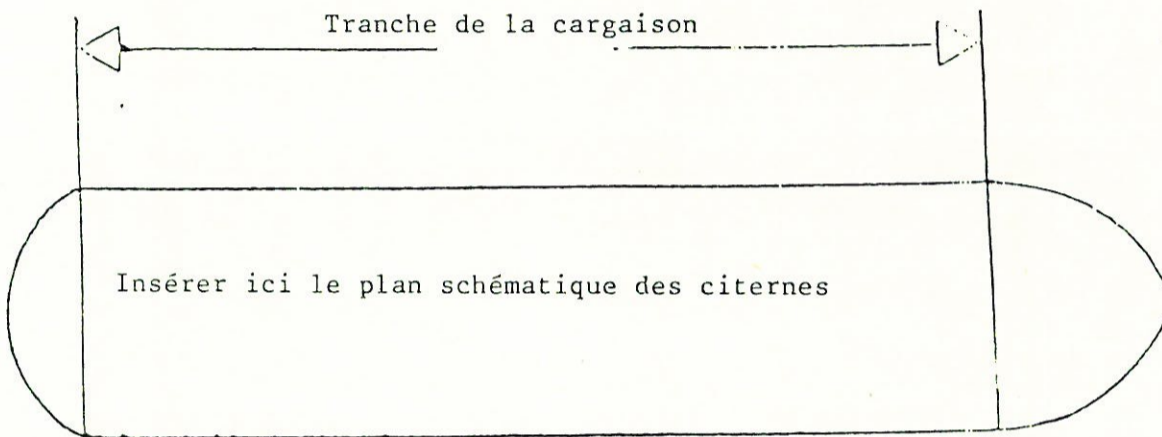 Tranche de la cargaison
Insérer ici le plan schématique des citernes